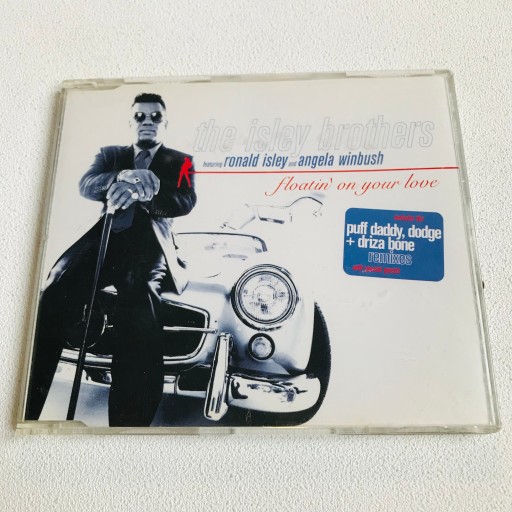 the isley brothers
featuring ronald isley and angela winbush
floatin' on your love
puff daddy, dodge
+ driza bone
remixes